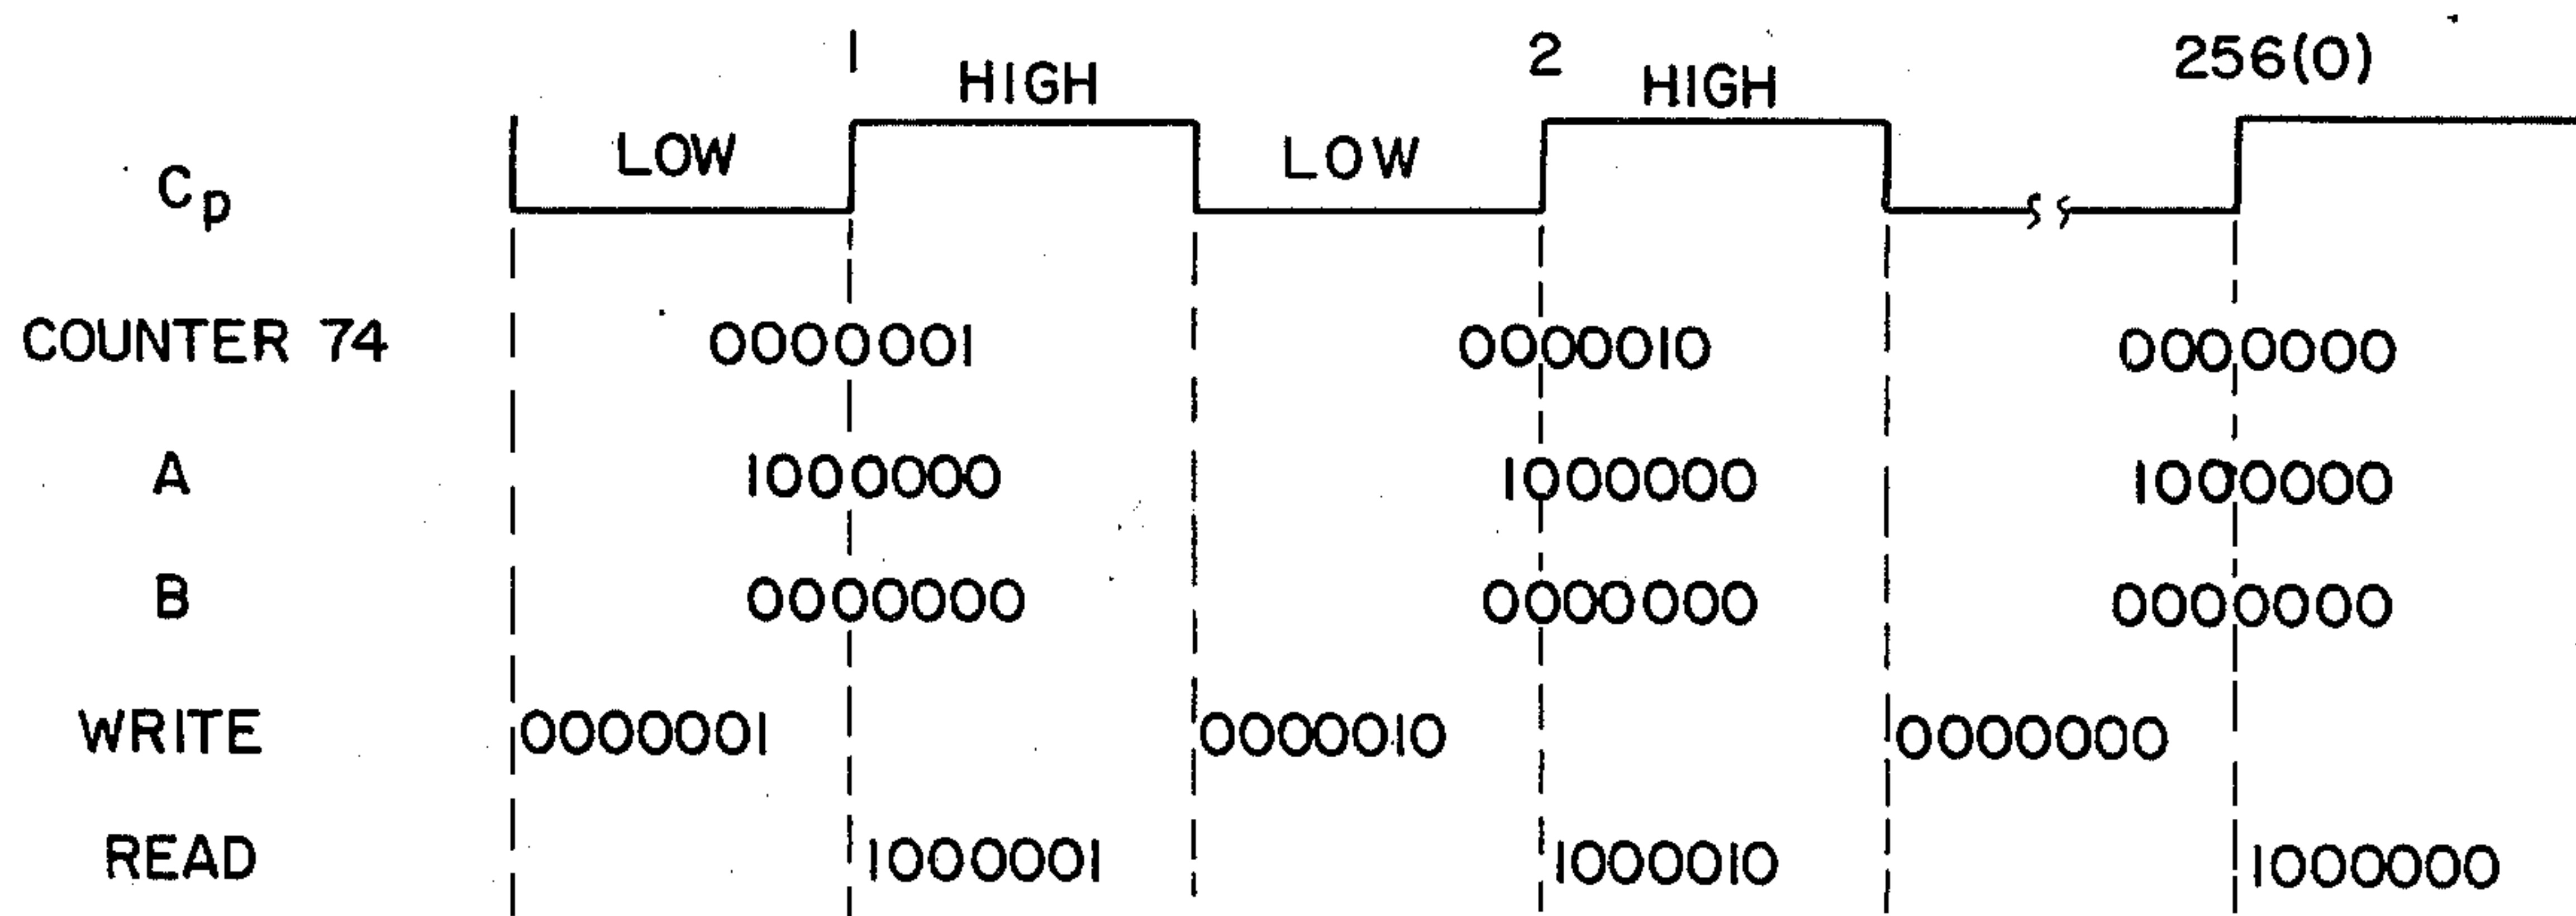 1 2 256(0)
HIGH HIGH
LOW LOW
Cp
COUNTER 74 0000001 0000010 0000000
A 1000000 1000000 1000000
B 0000000 0000000 0000000
WRITE 0000001 0000010 0000000
READ 1000001 1000010 1000000